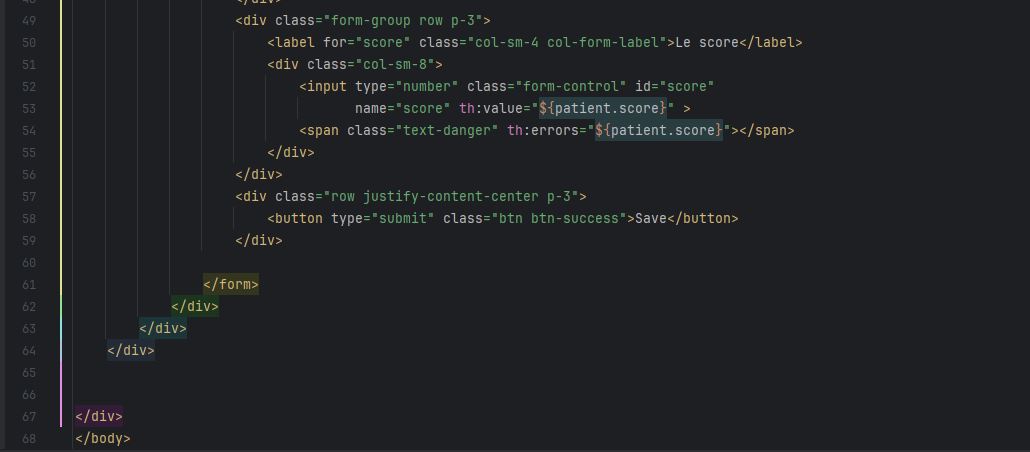 48 </div>
49 <div class="form-group row p-3">
50 <label for="score" class="col-sm-4 col-form-label">Le score</label>
51 <div class="col-sm-8">
52 <input type="number" class="form-control" id="score"
53 name="score" th:value="${patient.score}" >
54 <span class="text-danger" th:errors="${patient.score}"></span>
55 </div>
56 </div>
57 <div class="row justify-content-center p-3">
58 <button type="submit" class="btn btn-success">Save</button>
59 </div>
60
61 </form>
62 </div>
63 </div>
64 </div>
65
66
67 </div>
68 </body>